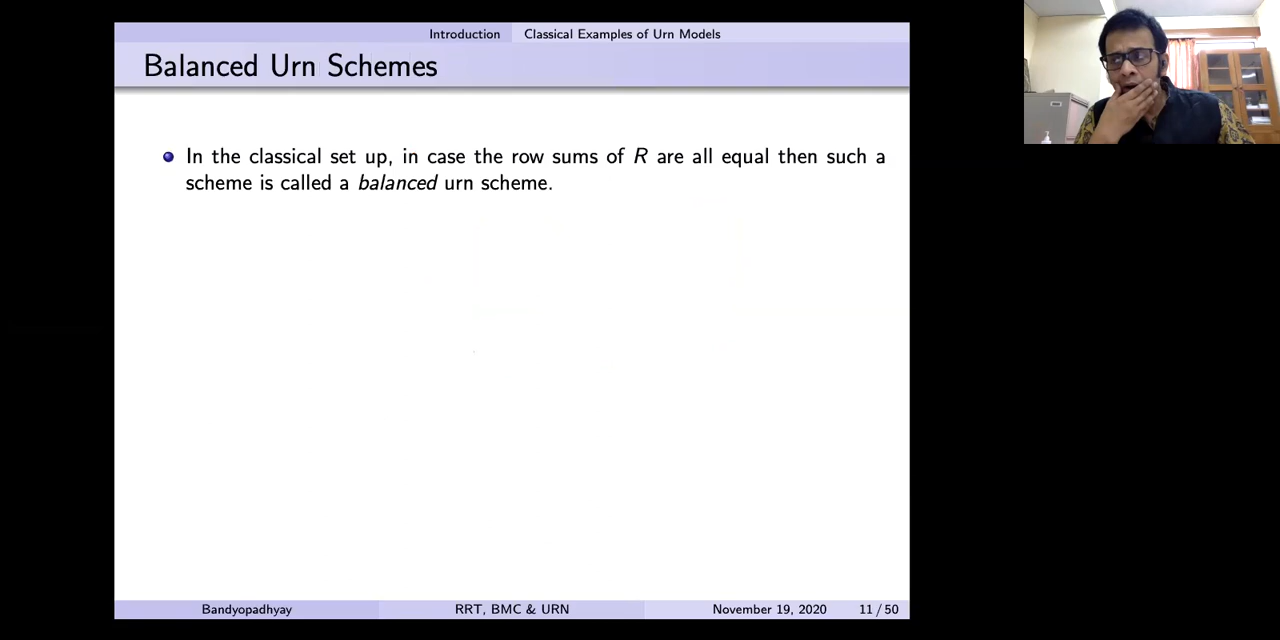 Introduction Classical Examples of Urn Models
Balanced Urn Schemes
In the classical set up, in case the row sums of R are all equal then such a
scheme is called a balanced urn scheme.
Bandyopadhyay RRT, BMC & URN November 19, 2020 11 / 50